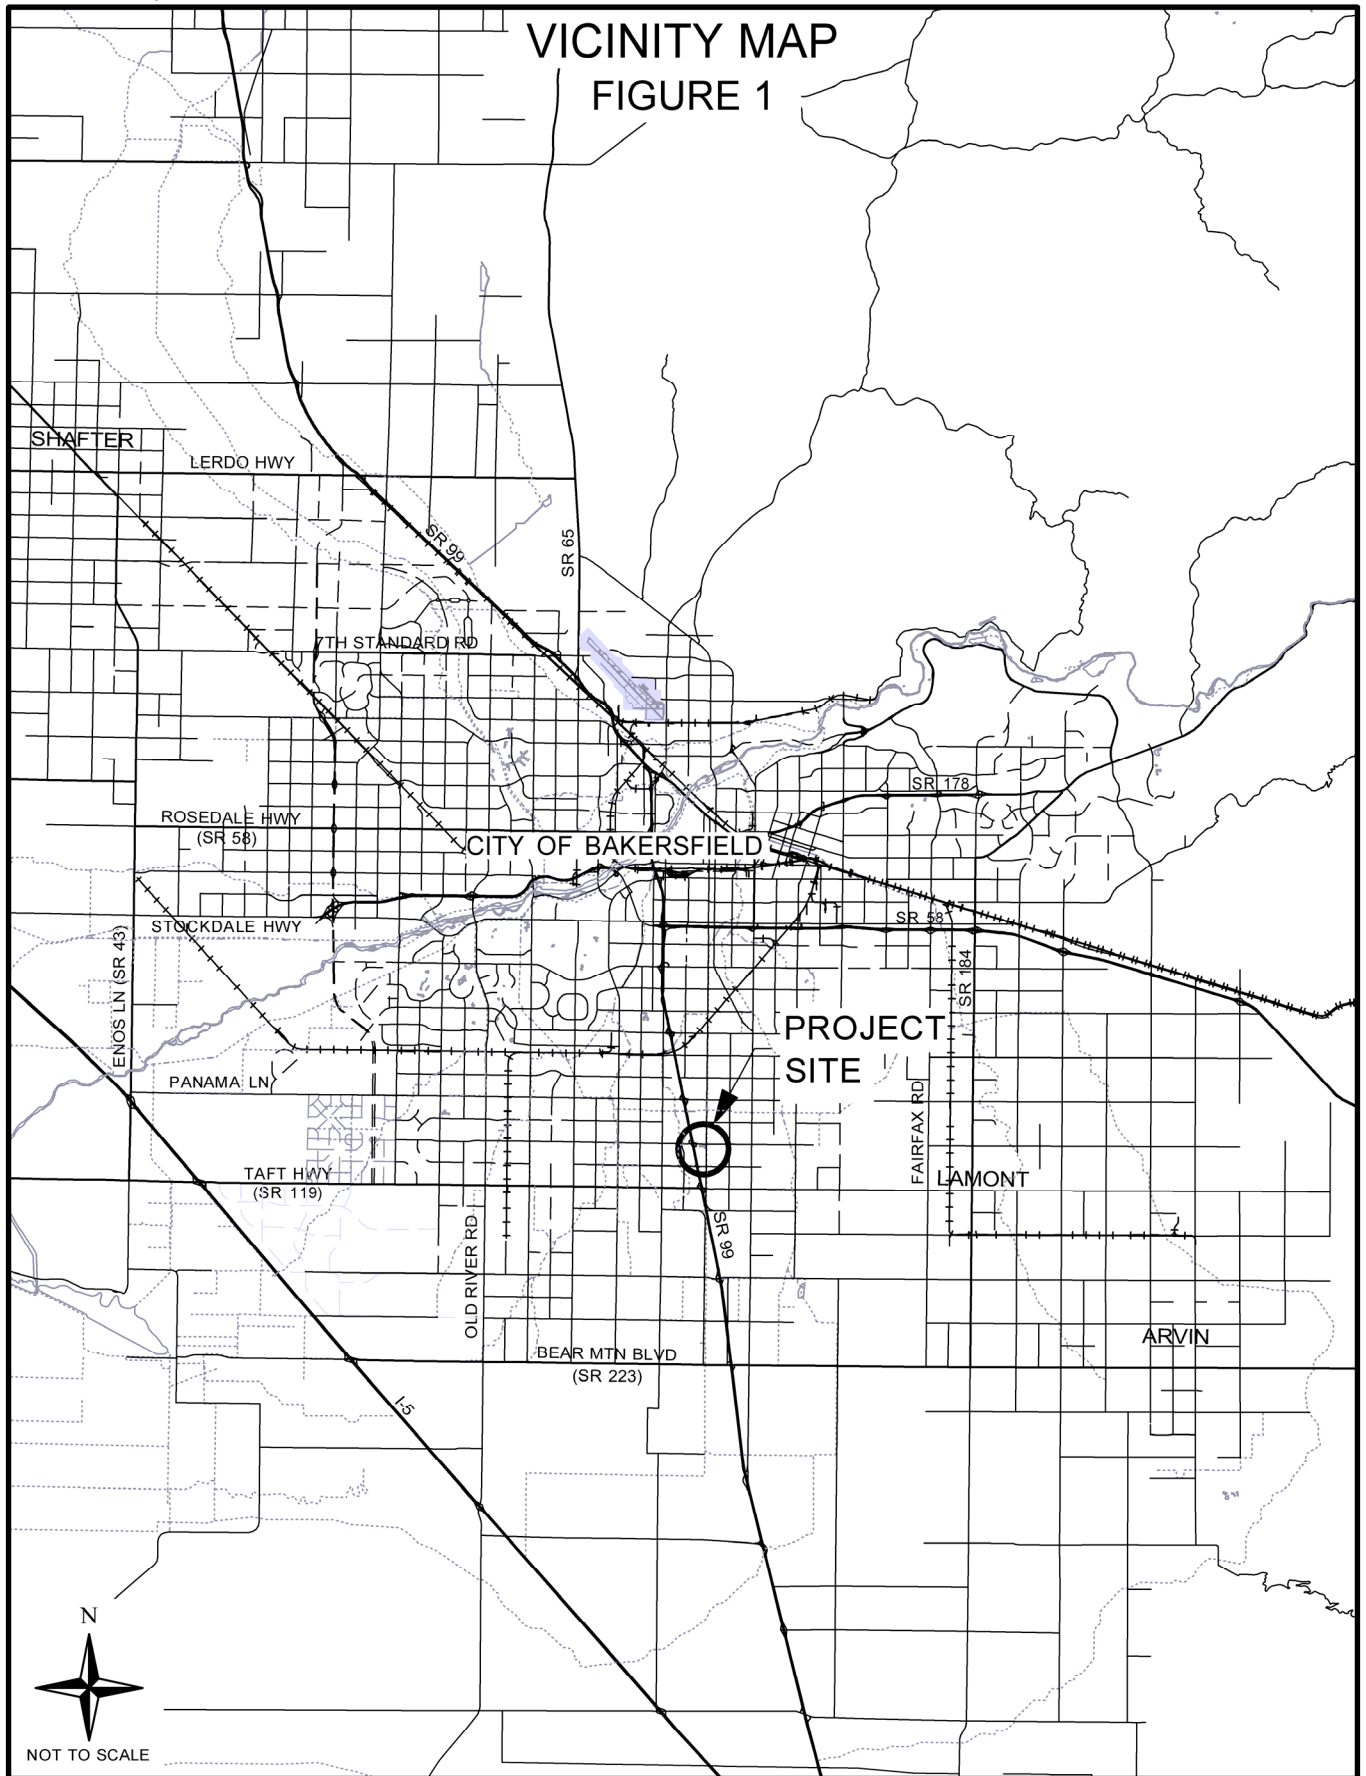 VICINITY MAP
FIGURE 1
SHAFTER
LERDO HWY
SR 99
SR 65
7TH STANDARD RD
SR 178
ROSEDALE HWY
(SR 58)
CITY OF BAKERSFIELD
STOCKDALE HWY
SR 58
ENOS LN (SR 43)
SR 184
PROJECT
SITE
PANAMA LN
FAIRFAX RD
TAFT HWY
(SR 119)
LAMONT
OLD RIVER RD
SR 99
ARVIN
BEAR MTN BLVD
(SR 223)
I-5
N
NOT TO SCALE